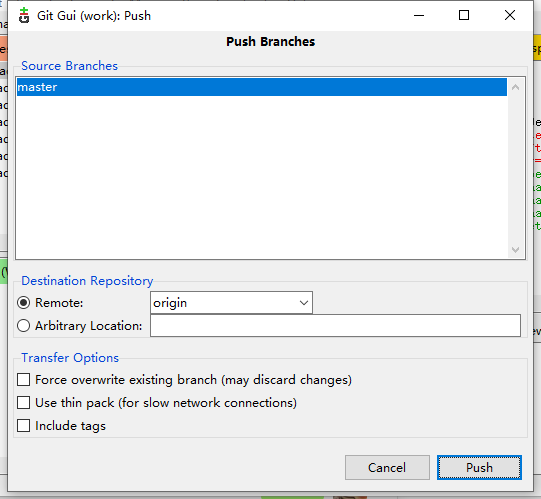 Git Gui (work): Push
Push Branches
Source Branches
master
Destination Repository
Remote:
origin
Arbitrary Location:
Transfer Options
Force overwrite existing branch (may discard changes)
Use thin pack (for slow network connections)
Include tags
Cancel
Push